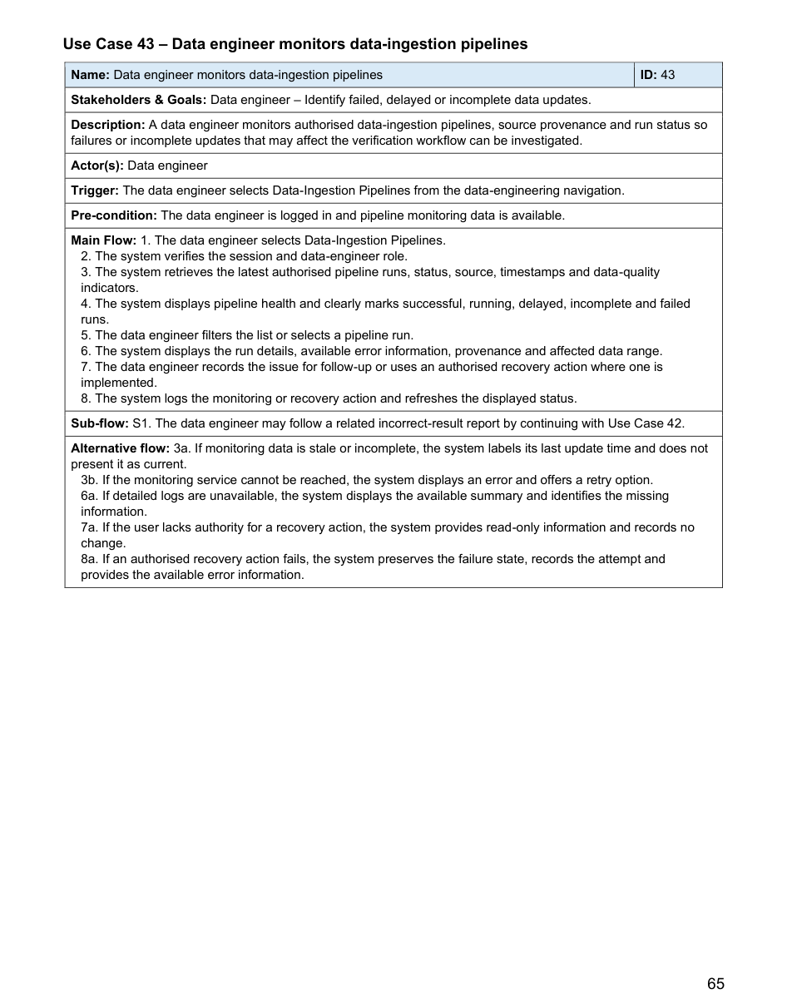 Use Case 43 – Data engineer monitors data-ingestion pipelines
Name: Data engineer monitors data-ingestion pipelines
ID: 43
Stakeholders & Goals: Data engineer – Identify failed, delayed or incomplete data updates.
Description: A data engineer monitors authorised data-ingestion pipelines, source provenance and run status so
failures or incomplete updates that may affect the verification workflow can be investigated.
Actor(s): Data engineer
Trigger: The data engineer selects Data-Ingestion Pipelines from the data-engineering navigation.
Pre-condition: The data engineer is logged in and pipeline monitoring data is available.
Main Flow: 1. The data engineer selects Data-Ingestion Pipelines.
2. The system verifies the session and data-engineer role.
3. The system retrieves the latest authorised pipeline runs, status, source, timestamps and data-quality
indicators.
4. The system displays pipeline health and clearly marks successful, running, delayed, incomplete and failed
runs.
5. The data engineer filters the list or selects a pipeline run.
6. The system displays the run details, available error information, provenance and affected data range.
7. The data engineer records the issue for follow-up or uses an authorised recovery action where one is
implemented.
8. The system logs the monitoring or recovery action and refreshes the displayed status.
Sub-flow: S1. The data engineer may follow a related incorrect-result report by continuing with Use Case 42.
Alternative flow: 3a. If monitoring data is stale or incomplete, the system labels its last update time and does not
present it as current.
3b. If the monitoring service cannot be reached, the system displays an error and offers a retry option.
6a. If detailed logs are unavailable, the system displays the available summary and identifies the missing
information.
7a. If the user lacks authority for a recovery action, the system provides read-only information and records no
change.
8a. If an authorised recovery action fails, the system preserves the failure state, records the attempt and
provides the available error information.
65